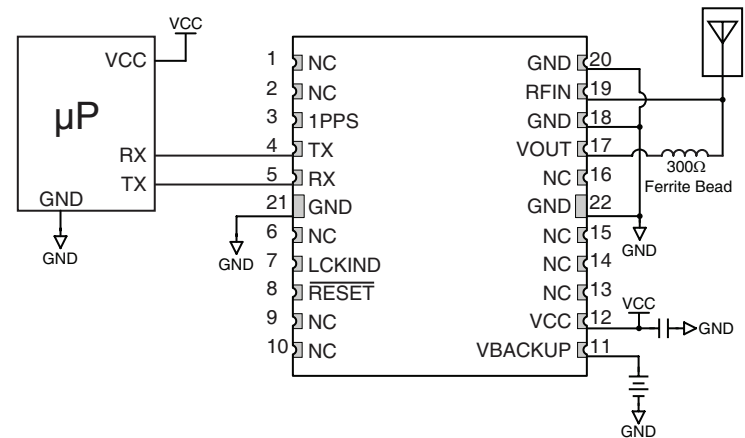 VCC
VCC
µP
RX
TX
GND
GND
1 NC
2 NC
3 1PPS
4 TX
5 RX
21 GND
GND
6 NC
7 LCKIND
8 RESET
9 NC
10 NC
GND 20
RFIN 19
GND 18
VOUT 17
300Ω
Ferrite Bead
NC 16
GND 22
GND
NC 15
NC 14
NC 13
VCC
VCC 12
GND
VBACKUP 11
GND